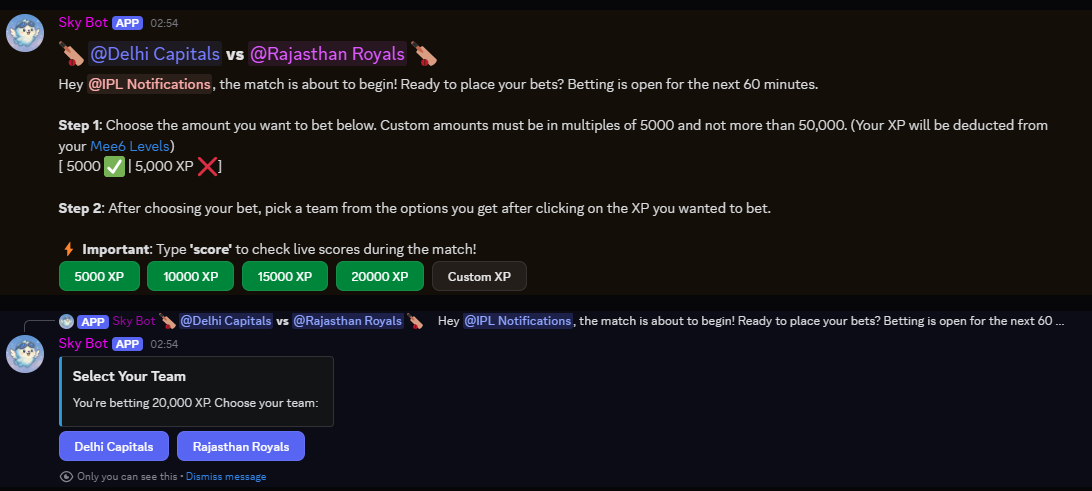 Sky Bot APP 02:54
@Delhi Capitals vs @Rajasthan Royals
Hey @IPL Notifications, the match is about to begin! Ready to place your bets? Betting is open for the next 60 minutes.
Step 1: Choose the amount you want to bet below. Custom amounts must be in multiples of 5000 and not more than 50,000. (Your XP will be deducted from
your Mee6 Levels)
[ 5000 ✅ | 5,000 XP ❌]
Step 2: After choosing your bet, pick a team from the options you get after clicking on the XP you wanted to bet.
⚡ Important: Type 'score' to check live scores during the match!
5000 XP 10000 XP 15000 XP 20000 XP Custom XP
APP Sky Bot @Delhi Capitals vs @Rajasthan Royals Hey @IPL Notifications, the match is about to begin! Ready to place your bets? Betting is open for the next 60 ...
Sky Bot APP 02:54
Select Your Team
You're betting 20,000 XP. Choose your team:
Delhi Capitals Rajasthan Royals
Only you can see this • Dismiss message